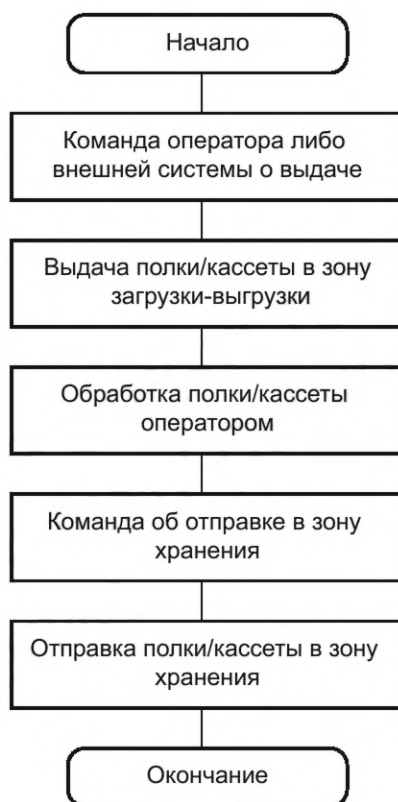 Начало
Команда оператора либо
внешней системы о выдаче
Выдача полки/кассеты в зону
загрузки-выгрузки
Обработка полки/кассеты
оператором
Команда об отправке в зону
хранения
Отправка полки/кассеты в зону
хранения
Окончание